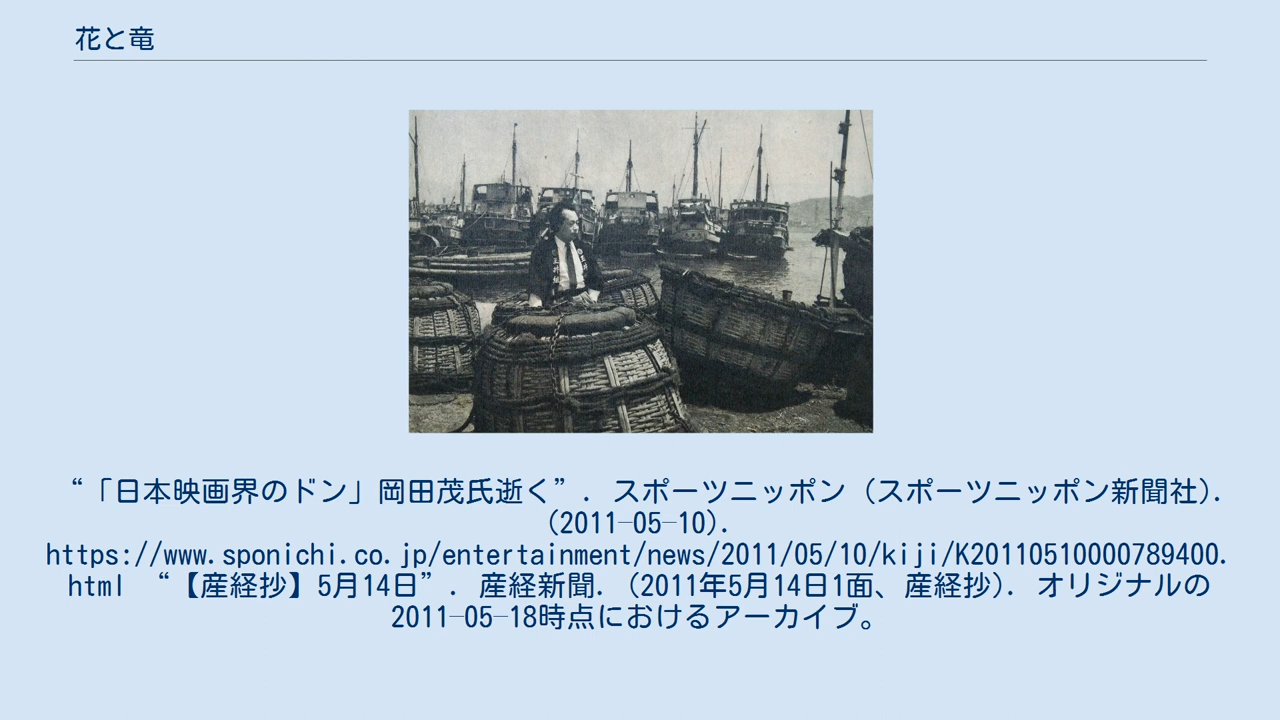 花と竜
“「日本映画界のドン」岡田茂氏逝く”. スポーツニッポン（スポーツニッポン新聞社).
(2011-05-10).
https://www.sponichi.co.jp/entertainment/news/2011/05/10/kiji/K20110510000789400.
html “【産経抄】5月14日”. 産経新聞. (2011年5月14日1面、産経抄). オリジナルの
2011-05-18時点におけるアーカイブ。